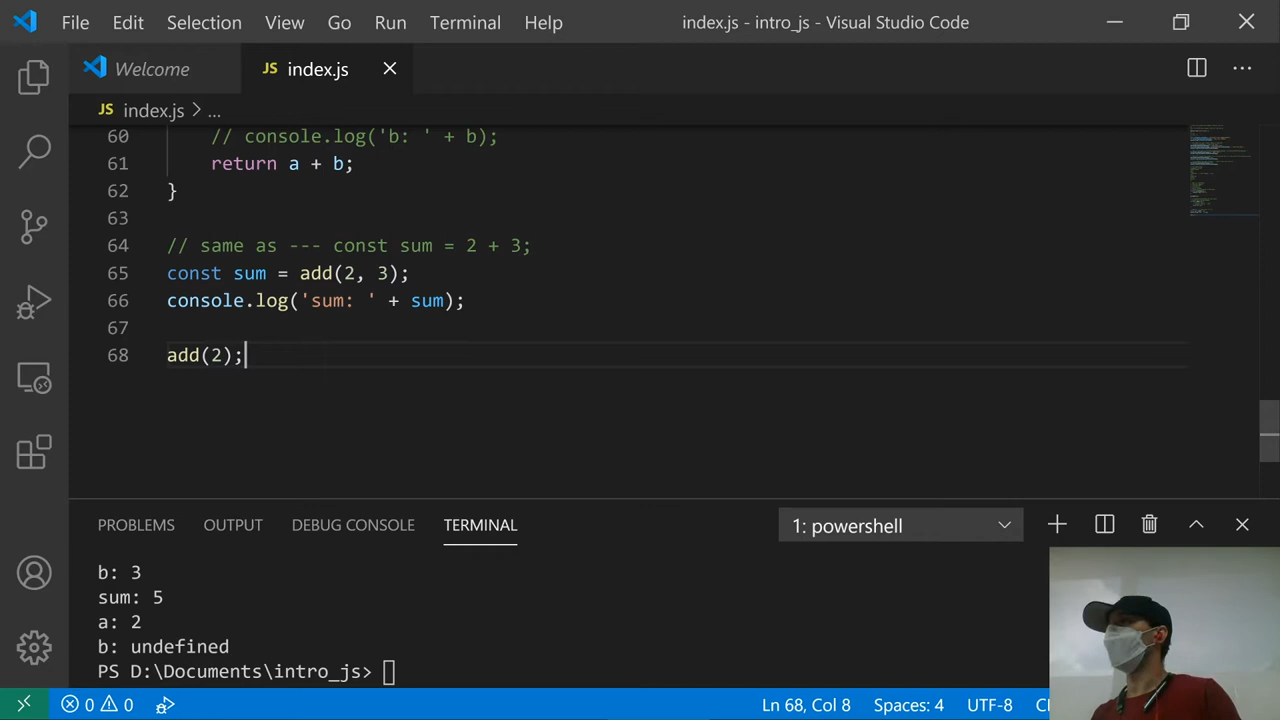 File Edit Selection View Go Run Terminal Help index.js - intro_js - Visual Studio Code
Welcome JS index.js
JS index.js > ...
60 // console.log('b: ' + b);
61 return a + b;
62 }
63
64 // same as --- const sum = 2 + 3;
65 const sum = add(2, 3);
66 console.log('sum: ' + sum);
67
68 add(2);
PROBLEMS OUTPUT DEBUG CONSOLE TERMINAL 1: powershell
b: 3
sum: 5
a: 2
b: undefined
PS D:\Documents\intro_js>
0 0 Ln 68, Col 8 Spaces: 4 UTF-8